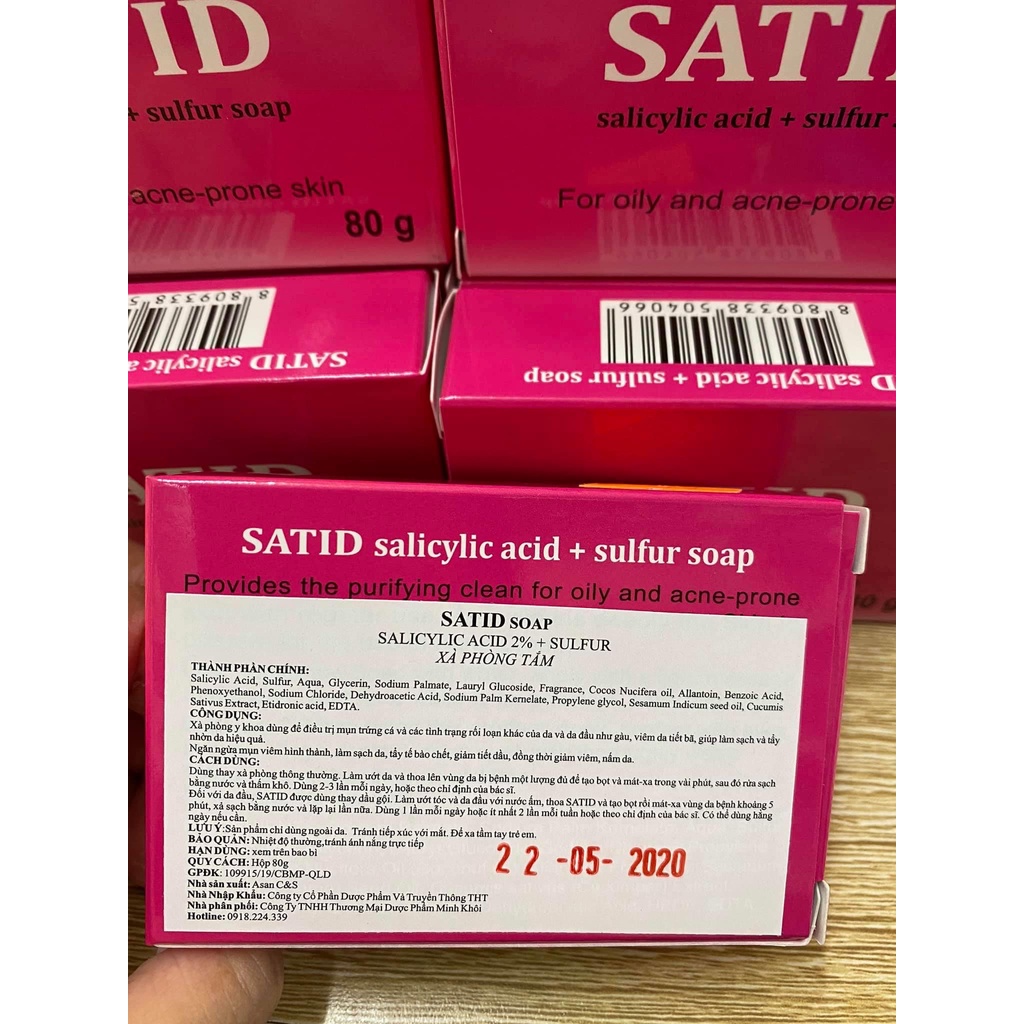 ID
+ sulfur soap
acne-prone skin
80 g
SATI
salicylic acid + sulfur
For oily and acne-prone
8 809338 5
SATID salicylic a
8 809338 504066
D salicylic acid + sulfur soap
SATID salicylic acid + sulfur soap
Provides the purifying clean for oily and acne-prone
SATID SOAP
SALICYLIC ACID 2% + SULFUR
XÀ PHÒNG TẮM
THÀNH PHẦN CHÍNH:
Salicylic Acid, Sulfur, Aqua, Glycerin, Sodium Palmate, Lauryl Glucoside, Fragrance, Cocos Nucifera oil, Allantoin, Benzoic Acid,
Phenoxyethanol, Sodium Chloride, Dehydroacetic Acid, Sodium Palm Kernelate, Propylene glycol, Sesamum Indicum seed oil, Cucumis
Sativus Extract, Etidronic acid, EDTA.
CÔNG DỤNG:
Xà phòng y khoa dùng để điều trị mụn trứng cá và các tình trạng rối loạn khác của da và da đầu như gàu, viêm da tiết bã, giúp làm sạch và tẩy
nhờn da hiệu quả.
Ngăn ngừa mụn viêm hình thành, làm sạch da, tẩy tế bào chết, giảm tiết dầu, đồng thời giảm viêm, nấm da.
CÁCH DÙNG:
Dùng thay xà phòng thông thường. Làm ướt da và thoa lên vùng da bị bệnh một lượng đủ để tạo bọt và mát-xa trong vài phút, sau đó rửa sạch
bằng nước và thấm khô. Dùng 2-3 lần mỗi ngày, hoặc theo chỉ định của bác sĩ.
Đối với da đầu, SATID được dùng thay dầu gội. Làm ướt tóc và da đầu với nước ấm, thoa SATID và tạo bọt rồi mát-xa vùng da bệnh khoảng 5
phút, xả sạch bằng nước và lặp lại lần nữa. Dùng 1 lần mỗi ngày hoặc ít nhất 2 lần mỗi tuần hoặc theo chỉ định của bác sĩ. Có thể dùng hằng
ngày nếu cần.
LƯU Ý:Sản phẩm chỉ dùng ngoài da. Tránh tiếp xúc với mắt. Để xa tầm tay trẻ em.
BẢO QUẢN: Nhiệt độ thường,tránh ánh nắng trực tiếp
HẠN DÙNG: xem trên bao bì
QUY CÁCH: Hộp 80g
GPĐK: 109915/19/CBMP-QLD
Nhà sản xuất: Asan C&S
Nhà Nhập Khẩu: Công ty Cổ Phần Dược Phẩm Và Truyền Thông THT
Nhà phân phối: Công Ty TNHH Thương Mại Dược Phẩm Minh Khôi
Hotline: 0918.224.339
22 -05- 2020